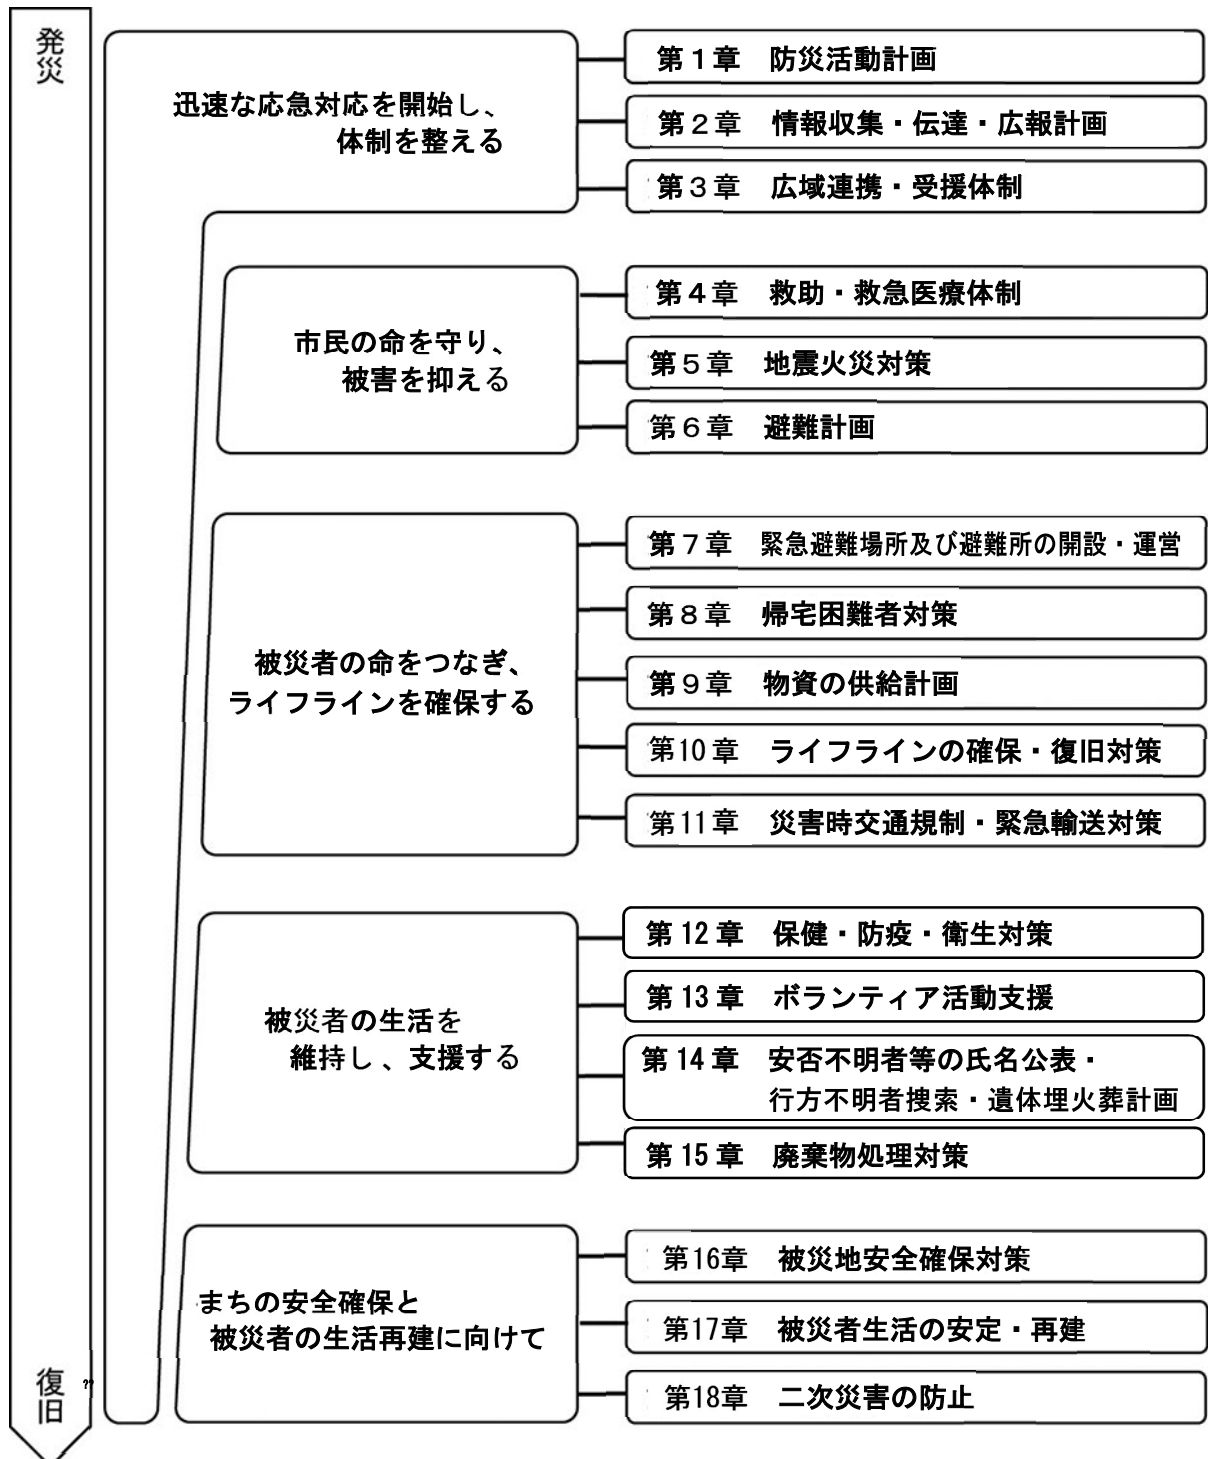 発災
迅速な応急対応を開始し、
体制を整える
第1章 防災活動計画
第2章 情報収集・伝達・広報計画
第3章 広域連携・受援体制
市民の命を守り、
被害を抑える
第4章 救助・救急医療体制
第5章 地震火災対策
第6章 避難計画
被災者の命をつなぎ、
ライフラインを確保する
第7章 緊急避難場所及び避難所の開設・運営
第8章 帰宅困難者対策
第9章 物資の供給計画
第10章 ライフラインの確保・復旧対策
第11章 災害時交通規制・緊急輸送対策
被災者の生活を
維持し、支援する
第12章 保健・防疫・衛生対策
第13章 ボランティア活動支援
第14章 安否不明者等の氏名公表・
行方不明者捜索・遺体埋火葬計画
第15章 廃棄物処理対策
まちの安全確保と
被災者の生活再建に向けて
第16章 被災地安全確保対策
第17章 被災者生活の安定・再建
第18章 二次災害の防止
復旧
??